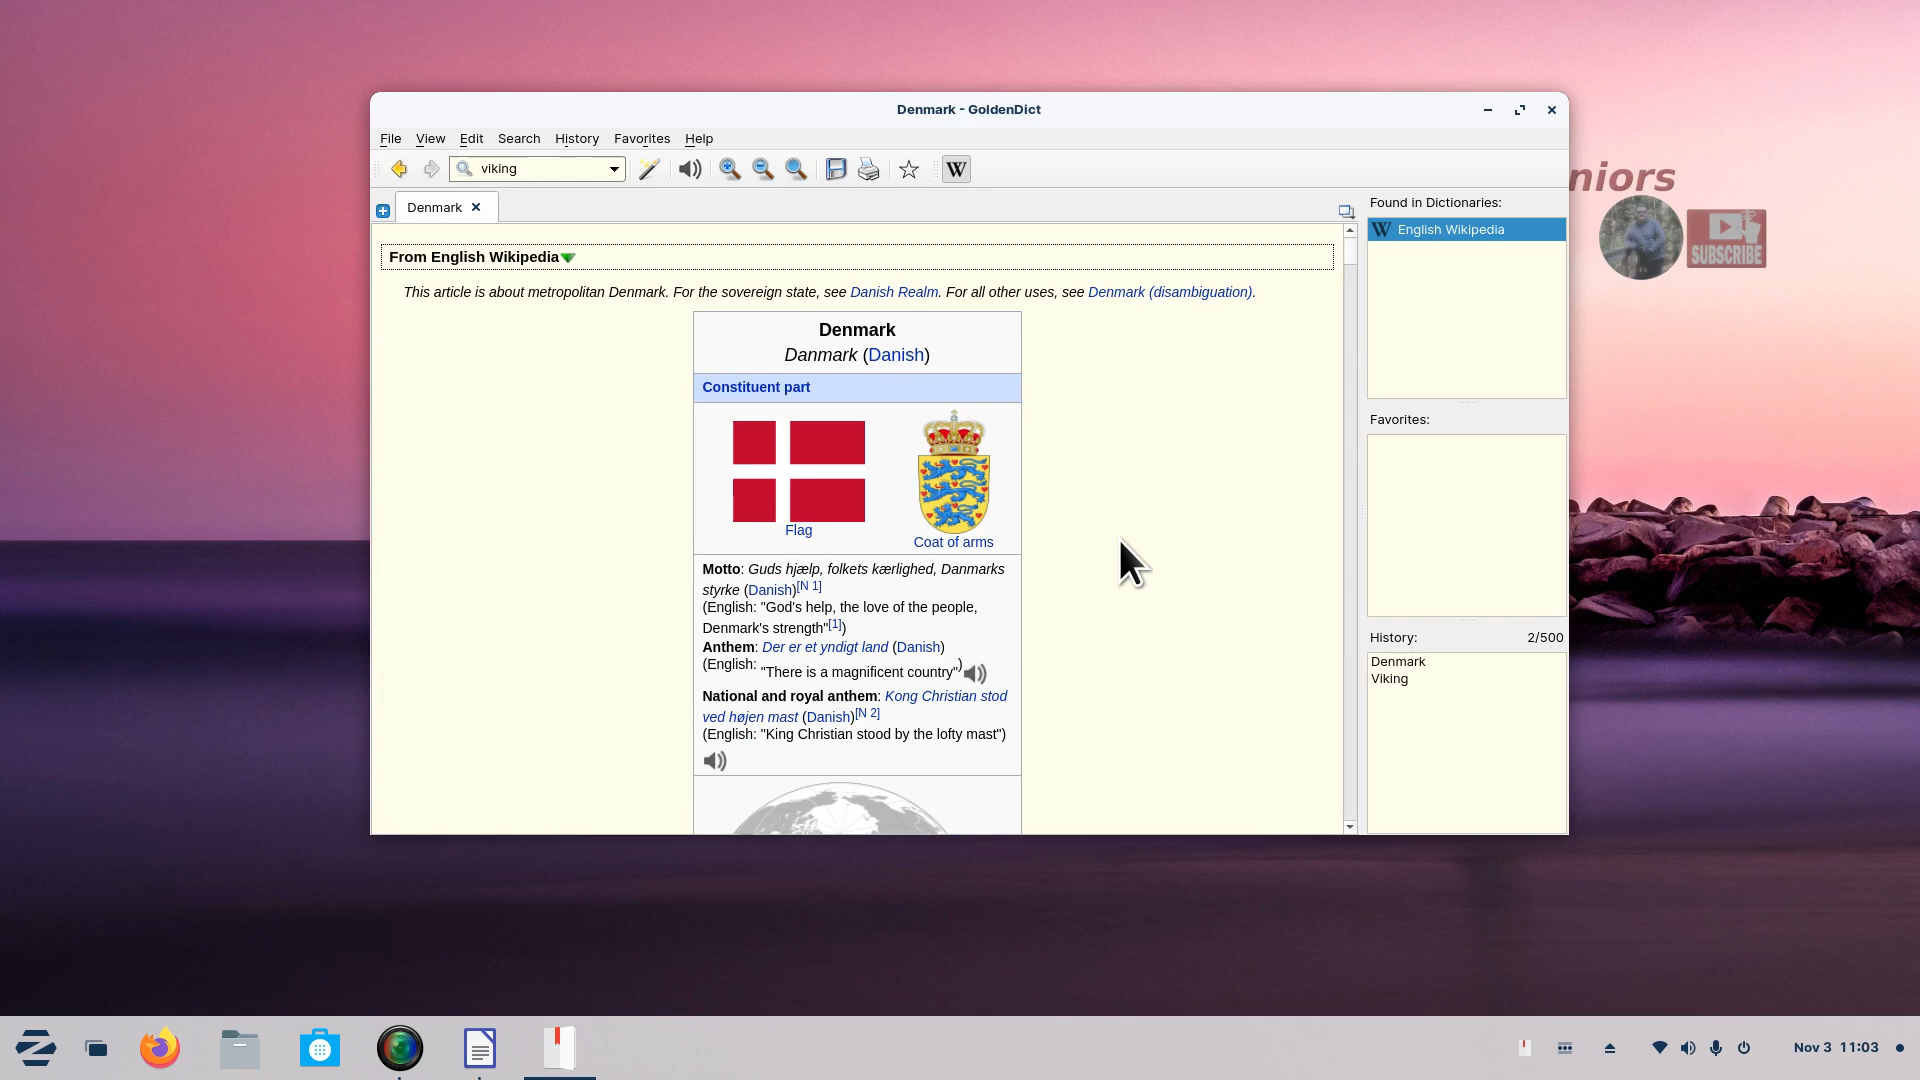 Denmark - GoldenDict
File View Edit Search History Favorites Help
viking
W
niors
Denmark
Found in Dictionaries:
W English Wikipedia
SUBSCRIBE
From English Wikipedia
This article is about metropolitan Denmark. For the sovereign state, see Danish Realm. For all other uses, see Denmark (disambiguation).
Denmark
Danmark (Danish)
Constituent part
Flag
Coat of arms
Motto: Guds hjælp, folkets kærlighed, Danmarks
styrke (Danish)[N 1]
(English: "God's help, the love of the people,
Denmark's strength"[1])
Anthem: Der er et yndigt land (Danish)
(English: "There is a magnificent country")
National and royal anthem: Kong Christian stod
ved højen mast (Danish)[N 2]
(English: "King Christian stood by the lofty mast")
Favorites:
History: 2/500
Denmark
Viking
Nov 3 11:03